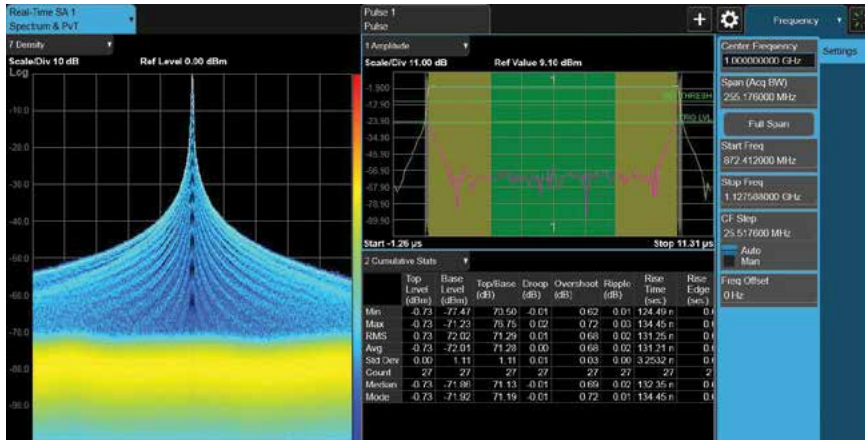 Real-Time SA 1
Spectrum & PvT
7 Density
Scale/Div 10 dB Ref Level 0.00 dBm
Log
-10.0
-20.0
-30.0
-40.0
-50.0
-60.0
-70.0
-80.0
-90.0
Pulse 1
Pulse
1 Amplitude
Scale/Div 11.00 dB Ref Value 9.10 dBm
-1.900
-12.90
-23.90
-34.90
-45.90
-56.90
-67.90
-78.90
-89.90
1
THRESH
TRG LVL
1
Start -1.26 µs Stop 11.31 µs
2 Cumulative Stats
Top Level (dBm) Base Level (dBm) Top/Base (dB) Droop (dB) Overshoot (dB) Ripple (dB) Rise Time (sec.) Rise Edge (sec.)
Min -0.73 -77.47 70.50 -0.01 0.62 0.01 124.49 n
Max -0.73 -71.23 76.75 0.02 0.72 0.03 134.45 n
RMS 0.73 72.02 71.29 0.01 0.68 0.02 131.25 n
Avg -0.73 -72.01 71.28 0.00 0.68 0.02 131.21 n
Std Dev 0.00 1.11 1.11 0.01 0.03 0.00 3.2532 n
Count 27 27 27 27 27 27 27
Median -0.73 -71.86 71.13 -0.01 0.69 0.02 132.35 n
Mode -0.73 -71.92 71.19 -0.01 0.72 0.01 134.45 n
Frequency
Settings
Center Frequency
1.000000000 GHz
Span (Acq BW)
255.176000 MHz
Full Span
Start Freq
872.412000 MHz
Stop Freq
1.127588000 GHz
CF Step
25.517600 MHz
Auto
Man
Freq Offset
0 Hz